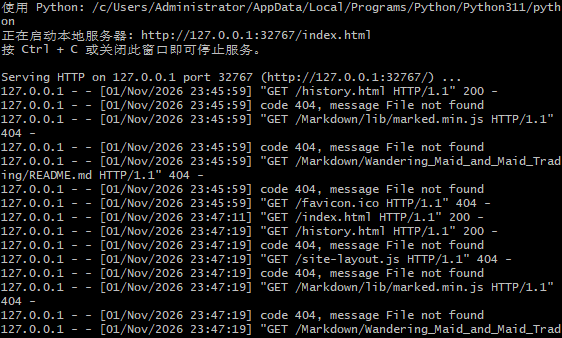 使用 Python: /c/Users/Administrator/AppData/Local/Programs/Python/Python311/pyth
on
正在启动本地服务器: http://127.0.0.1:32767/index.html
按 Ctrl + C 或关闭此窗口即可停止服务。
Serving HTTP on 127.0.0.1 port 32767 (http://127.0.0.1:32767/) ...
127.0.0.1 - - [01/Nov/2026 23:45:59] "GET /history.html HTTP/1.1" 200 -
127.0.0.1 - - [01/Nov/2026 23:45:59] code 404, message File not found
127.0.0.1 - - [01/Nov/2026 23:45:59] "GET /Markdown/lib/marked.min.js HTTP/1.1"
404 -
127.0.0.1 - - [01/Nov/2026 23:45:59] code 404, message File not found
127.0.0.1 - - [01/Nov/2026 23:45:59] "GET /Markdown/Wandering_Maid_and_Maid_Trad
ing/README.md HTTP/1.1" 404 -
127.0.0.1 - - [01/Nov/2026 23:45:59] code 404, message File not found
127.0.0.1 - - [01/Nov/2026 23:45:59] "GET /favicon.ico HTTP/1.1" 404 -
127.0.0.1 - - [01/Nov/2026 23:47:11] "GET /index.html HTTP/1.1" 200 -
127.0.0.1 - - [01/Nov/2026 23:47:19] "GET /history.html HTTP/1.1" 200 -
127.0.0.1 - - [01/Nov/2026 23:47:19] code 404, message File not found
127.0.0.1 - - [01/Nov/2026 23:47:19] "GET /site-layout.js HTTP/1.1" 404 -
127.0.0.1 - - [01/Nov/2026 23:47:19] code 404, message File not found
127.0.0.1 - - [01/Nov/2026 23:47:19] "GET /Markdown/lib/marked.min.js HTTP/1.1"
404 -
127.0.0.1 - - [01/Nov/2026 23:47:19] code 404, message File not found
127.0.0.1 - - [01/Nov/2026 23:47:19] "GET /Markdown/Wandering_Maid_and_Maid_Trad